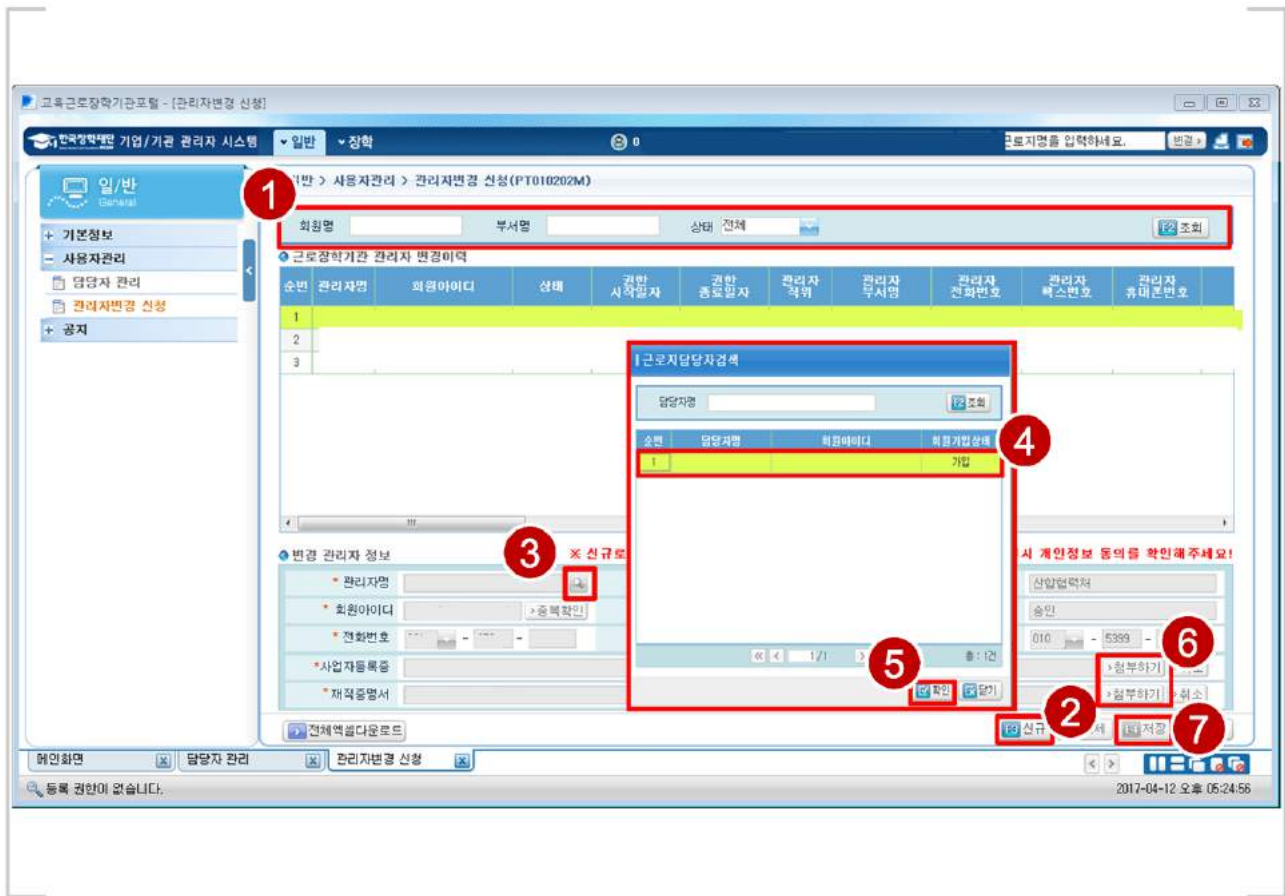 교육근로장학기관포털 - [관리자변경 신청]
한국장학재단 기업/기관 관리자 시스템 일반 장학 0 근로지명을 입력하세요. 변경
일/반
General
+ 기본정보
- 사용자관리
담당자 관리
관리자변경 신청
+ 공지
1
> 사용자관리 > 관리자변경 신청(PT010202M)
회원명 부서명 상태 전체 F2 조회
근로장학기관 관리자 변경이력
순번 관리자명 회원아이디 상태 권한시작일자 권한종료일자 관리자직위 관리자부서명 관리자전화번호 관리자팩스번호 관리자휴대폰번호
1
2
3
근로지담당자검색
담당자명 F2 조회
순번 담당자명 회원아이디 회원가입상태
1 가입
4
1/1 총 : 1건
5
확인 닫기
변경 관리자 정보 ※ 신규로 시 개인정보 동의를 확인해주세요!
3
* 관리자명 산합협력처
* 회원아이디 >중복확인 승인
* 전화번호 - - 010 - 5399 -
6
*사업자등록증 >첨부하기
* 재직증명서 >첨부하기 >취소
전체엑셀다운로드 신규 저장
2
7
메인화면 담당자 관리 관리자변경 신청
등록 권한이 없습니다. 2017-04-12 오후 05:24:56